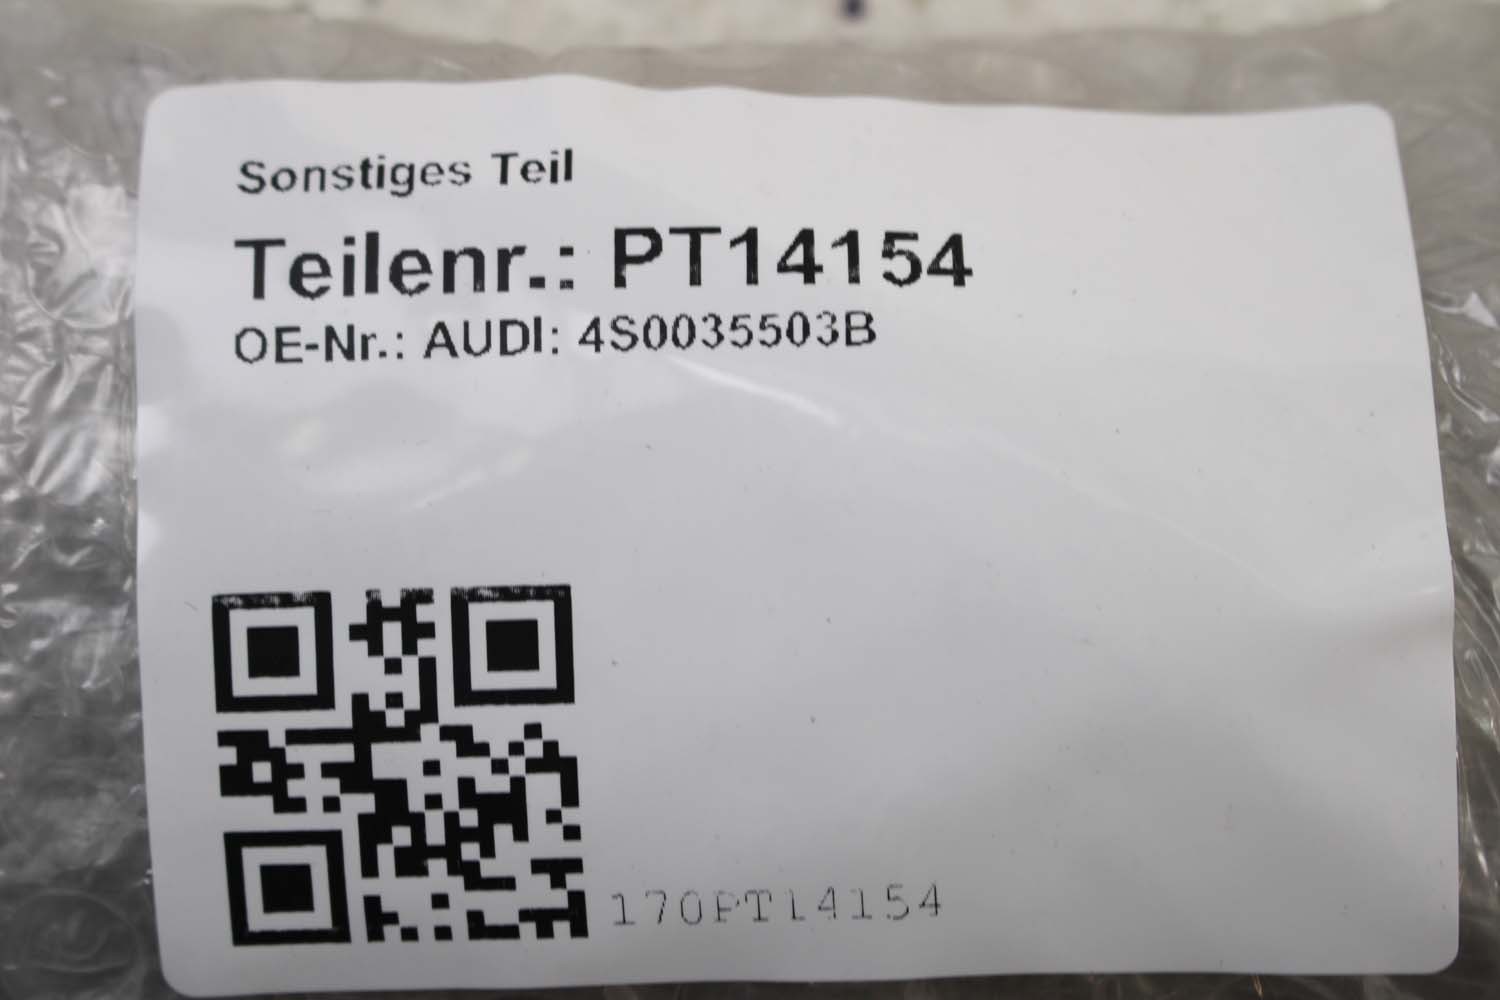 Sonstiges Teil
Teilenr.: PT14154
OE-Nr.: AUDI: 4S0035503B
170PT14154